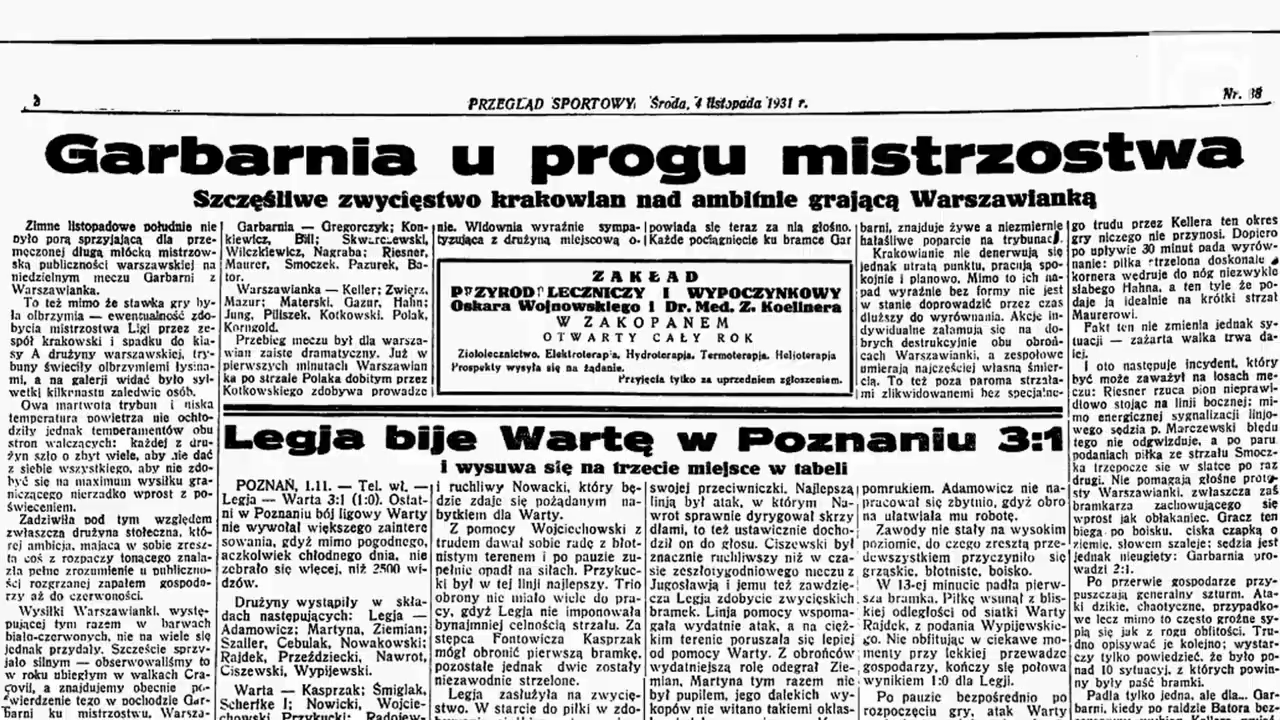 PRZEGLĄD SPORTOWY Środa, 4 listopada 1931 r.
Nr.
Garbarnia u progu mistrzostwa
Szczęśliwe zwycięstwo krakowian nad ambitnie grającą Warszawianką
Zimne listopadowe południe nie
było porą sprzyjającą dla prze-
męczonej długą młócką mistrzow-
ską publiczności warszawskiej na
niedzielnym meczu Garbarni z
Warszawianką.
To też mimo że stawka gry by-
ła olbrzymia — ewentualność zdo-
bycia mistrzostwa Ligi przez ze-
spół krakowski i spadku do kla-
sy A drużyny warszawskiej, try-
buny świeciły olbrzymiemi łysina-
mi, a na galerji widać było syl-
wetki kilkunastu zaledwie osób.
Owa martwota trybun i niska
temperatura powietrza nie ochło-
dziły jednak temperamentów obu
stron walczących: każdej z dru-
żyn szło o zbyt wiele, aby nie dać
z siebie wszystkiego, aby nie zdo-
być się na maximum wysiłku gra-
niczącego nierzadko wprost z po-
święceniem.
Zadziwiła pod tym względem
zwłaszcza drużyna stołeczna, któ-
rej ambicja, mająca w sobie zresz-
tą coś z rozpaczy tonącego znala-
zła pełne zrozumienie u publiczno-
ści rozgrzanej zapałem gospoda-
rzy aż do czerwoności.
Wysiłki Warszawianki, wystę-
pującej tym razem w barwach
biało-czerwonych, nie na wiele się
jednak przydały. Szczęście sprzy-
jało silnym — obserwowaliśmy to
w roku ubiegłym w walkach Cra-
covii, a znajdujemy obecnie po-
twierdzenie tego w pochodzie Gar-
barni ku mistrzostwu. Warsza-
Garbarnia — Gregorczyk; Kon-
kiewicz, Bill; Skwarczewski,
Wilczkiewicz, Nagraba; Riesner,
Maurer, Smoczek, Pazurek, Ba-
tor.
Warszawianka — Keller; Zwierz,
Mazur; Materski, Gazur, Hahn;
Jung, Piliszek, Kotkowski, Polak,
Korngold.
Przebieg meczu był dla warsza-
wian zaiste dramatyczny. Już w
pierwszych minutach Warszawian
ka po strzale Polaka dobitym przez
Kotkowskiego zdobywa prowadze
nie. Widownia wyraźnie sympa-
tyzująca z drużyną miejscową o-
powiada się teraz za nią głośno.
Każde pociągnięcie ku bramce Gar
ZAKŁAD
PRZYRODOLECZNICZY I WYPOCZYNKOWY
Oskara Wojnowskiego i Dr. Med. Z. Koellnera
W ZAKOPANEM
OTWARTY CAŁY ROK
Ziołolecznictwo. Elektroterapia. Hydroterapia. Termoterapia. Helioterapia
Prospekty wysyła się na żądanie.
Przyjęcia tylko za uprzedniem zgłoszeniem.
barni, znajduje żywe a niezmiernie
hałaśliwe poparcie na trybunach.
Krakowianie nie denerwują się
jednak utratą punktu, pracują spo-
kojnie i planowo. Mimo to ich na-
pad wyraźnie bez formy nie jest
w stanie doprowadzić przez czas
dłuższy do wyrównania. Akcje in-
dywidualne załamują się na do-
brych destrukcyjnie obu obroń-
cach Warszawianki, a zespołowe
umierają najczęściej własną śmier-
cią. To też poza paroma strzała-
mi zlikwidowanemi bez specjalne-
go trudu przez Kellera ten okres
gry niczego nie przynosi. Dopiero
po upływie 30 minut pada wyrów-
nanie: piłka strzelona doskonale z
kornera wędruje do nóg niezwykle
słabego Hahna, a ten tyle że po-
daje ją idealnie na krótki strzał
Maurerowi.
Fakt ten nie zmienia jednak sy-
tuacji — zażarta walka trwa da-
lej.
I oto następuje incydent, który
być może zaważył na losach me-
czu: Riesner rzuca pion nieprawi-
dłowo stojąc na linji bocznej; mi-
mo energicznej sygnalizacji linjo-
wego sędzia p. Marczewski błędu
tego nie odgwizduje, a po paru
podaniach piłka ze strzału Smocz-
ka trzepocze się w siatce po raz
drugi. Nie pomagają głośne prote-
sty Warszawianki, zwłaszcza zaś
bramkarza zachowującego się
wprost jak obłąkaniec. Gracz ten
biega po boisku, ciska czapką o
ziemię, słowem szaleje: sędzia jest
jednak nieugięty: Garbarnia pro-
wadzi 2:1.
Po przerwie gospodarze przy-
puszczają generalny szturm. Ata-
ki dzikie, chaotyczne, przypadko-
we lecz mimo to często groźne sy-
pią się jak z rogu obfitości. Tru-
dno opisywać je kolejno; wystar-
czy tylko powiedzieć, że było po-
nad 10 sytuacyj, z których powin-
ny były paść bramki.
Padła tylko jedna, ale dla... Gar-
barni, kiedy po rajdzie Batora bez-
Legja bije Wartę w Poznaniu 3:1
i wysuwa się na trzecie miejsce w tabeli
POZNAŃ, 1.11. — Tel. wł. —
Legja — Warta 3:1 (1:0). Ostat-
ni w Poznaniu bój ligowy Warty
nie wywołał większego zaintere
sowania, gdyż mimo pogodnego,
aczkolwiek chłodnego dnia, nie
zebrało się więcej, niż 2500 wi-
dzów.
Drużyny wystąpiły w skła-
dach następujących: Legja —
Adamowicz; Martyna, Ziemian;
Szaller, Cebulak, Nowakowski;
Rajdek, Przeździecki, Nawrot,
Ciszewski, Wypijewski.
Warta — Kasprzak; Śmiglak,
Scherfke I; Nowicki, Wojcie-
chowski, Przykucki; Radojew-
i ruchliwy Nowacki, który bę-
dzie zdaje się pożądanym na-
bytkiem dla Warty.
Z pomocy Wojciechowski z
trudem dawał sobie radę z błot-
nistym terenem i po pauzie zu-
pełnie opadł na siłach. Przykuc-
ki był w tej linji najlepszy. Trio
obrony nie miało wiele do pra-
cy, gdyż Legja nie imponowała
bynajmniej celnością strzału. Za
stępca Fontowicza Kasprzak
mógł obronić pierwszą bramkę,
pozostałe jednak dwie zostały
niezawodnie strzelone.
Legja zasłużyła na zwycię-
stwo. W starcie do piłki w zdo-
swojej przeciwniczki. Najlepszą
linją był atak, w którym Na-
wrot sprawnie dyrygował skrzy
dłami, to też ustawicznie docho-
dził on do głosu. Ciszewski był
znacznie ruchliwszy niż w cza-
sie zeszłotygodniowego meczu z
Jugosławją i jemu też zawdzię-
cza Legja zdobycie zwycięskich
bramek. Linja pomocy wspoma-
gała wydatnie atak, a na cięż-
kim terenie poruszała się lepiej
od pomocy Warty. Z obrońców
wydatniejszą rolę odegrał Zie-
mian, Martyna tym razem nie
był pupilem, jego dalekich wy-
kopów nie witano takiemi oklas-
pomrukiem. Adamowicz nie na-
pracował się zbytnio, gdyż obro
na ułatwiała mu robotę.
Zawody nie stały na wysokim
poziomie, do czego zresztą prze-
dewszystkiem przyczyniło się
grząskie, błotniste, boisko.
W 13-ej minucie padła pierw-
sza bramka. Piłkę wsunął z blis-
kiej odległości od siatki Warty
Rajdek, z podania Wypijewskie-
go. Nie obfitując w ciekawe mo-
menty przy lekkiej przewadze
gospodarzy, kończy się połowa
wynikiem 1:0 dla Legji.
Po pauzie bezpośrednio po
rozpoczęciu gry, atak Warty